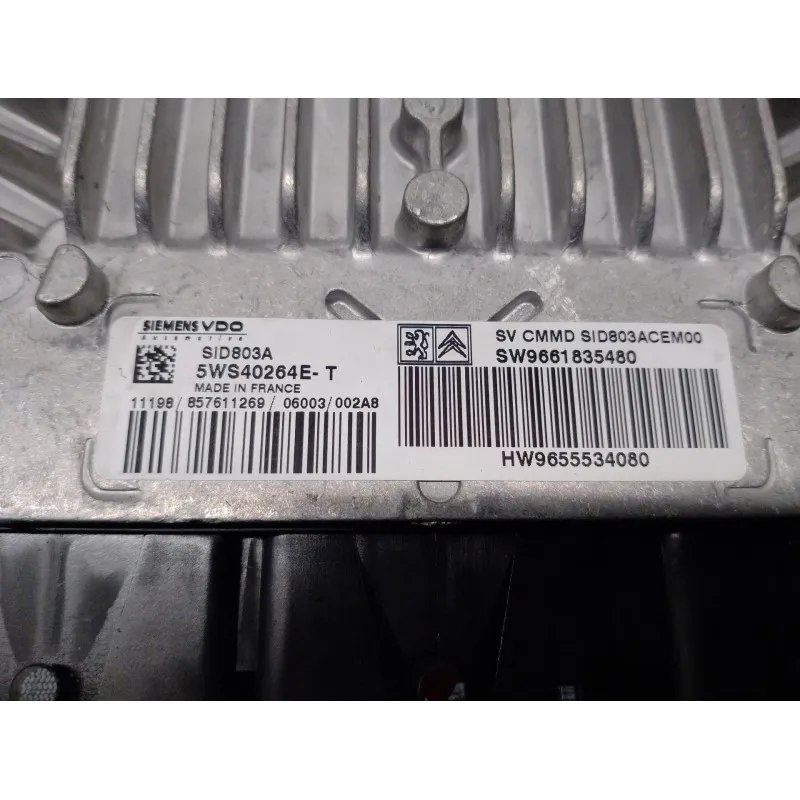 SIEMENS VDO
Automotive
SID803A
5WS40264E- T
MADE IN FRANCE
11198/ 857611269 / 06003/ 002A8
SV CMMD SID803ACEM00
SW9661835480
HW9655534080